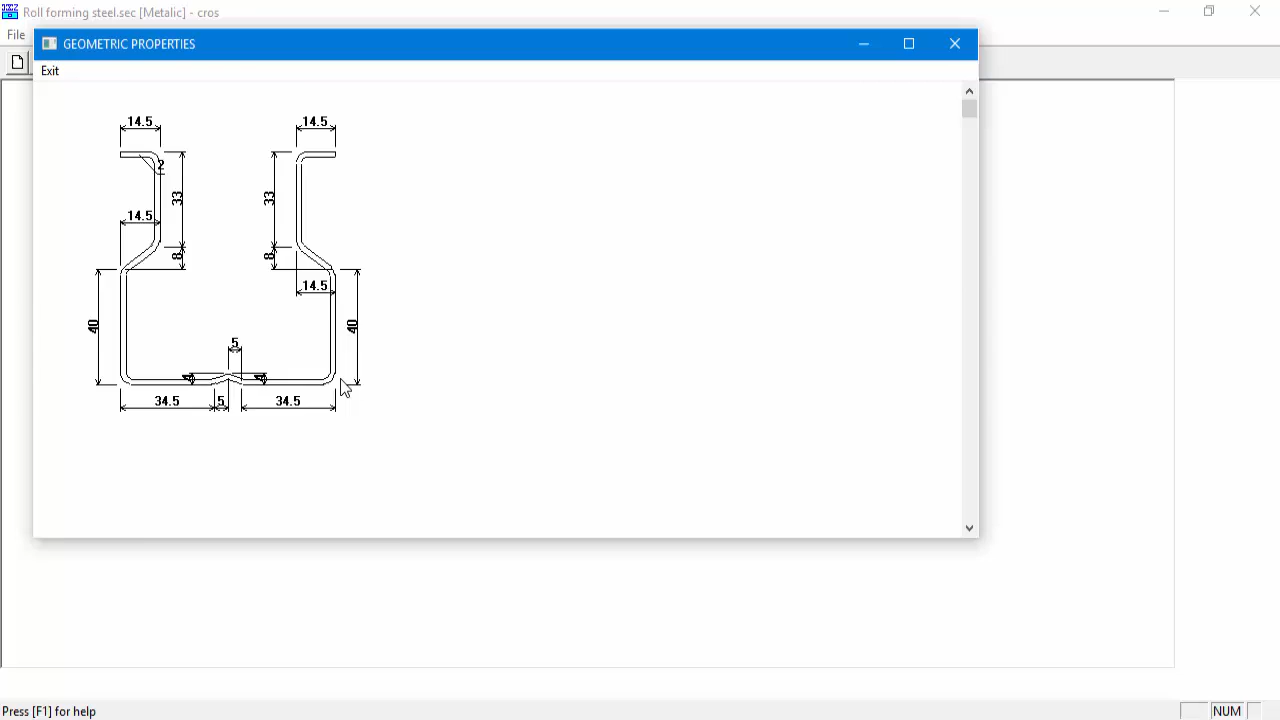 Roll forming steel.sec [Metalic] - cros
File
GEOMETRIC PROPERTIES
Exit
14.5
14.5
2
33
33
14.5
8
8
14.5
40
40
5
4
4
34.5
5
34.5
Press [F1] for help
NUM